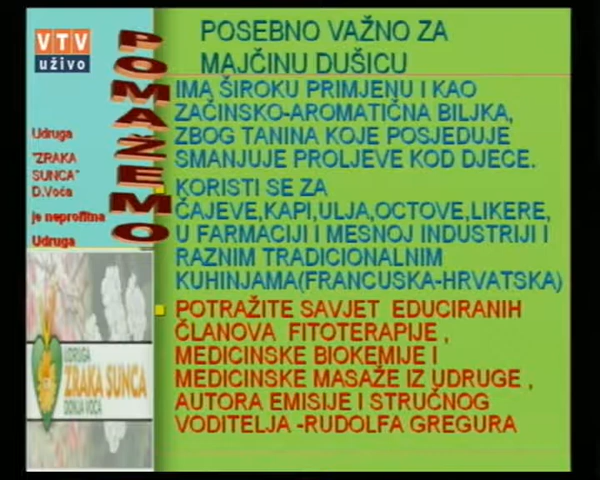 VTV
uživo
POMAŽEMO
Udruga
"ZRAKA
SUNCA"
D.Voća
je neprofitna
Udruga
UDRUGA
ZRAKA SUNCA
DONJA VOĆA
POSEBNO VAŽNO ZA
MAJČINU DUŠICU
IMA ŠIROKU PRIMJENU I KAO
ZAČINSKO-AROMATIČNA BILJKA,
ZBOG TANINA KOJE POSJEDUJE
SMANJUJE PROLJEVE KOD DJECE.
KORISTI SE ZA
ČAJEVE,KAPI,ULJA,OCTOVE,LIKERE,
U FARMACIJI I MESNOJ INDUSTRIJI I
RAZNIM TRADICIONALNIM
KUHINJAMA(FRANCUSKA-HRVATSKA)
POTRAŽITE SAVJET EDUCIRANIH
ČLANOVA FITOTERAPIJE ,
MEDICINSKE BIOKEMIJE I
MEDICINSKE MASAŽE IZ UDRUGE ,
AUTORA EMISIJE I STRUČNOG
VODITELJA -RUDOLFA GREGURA